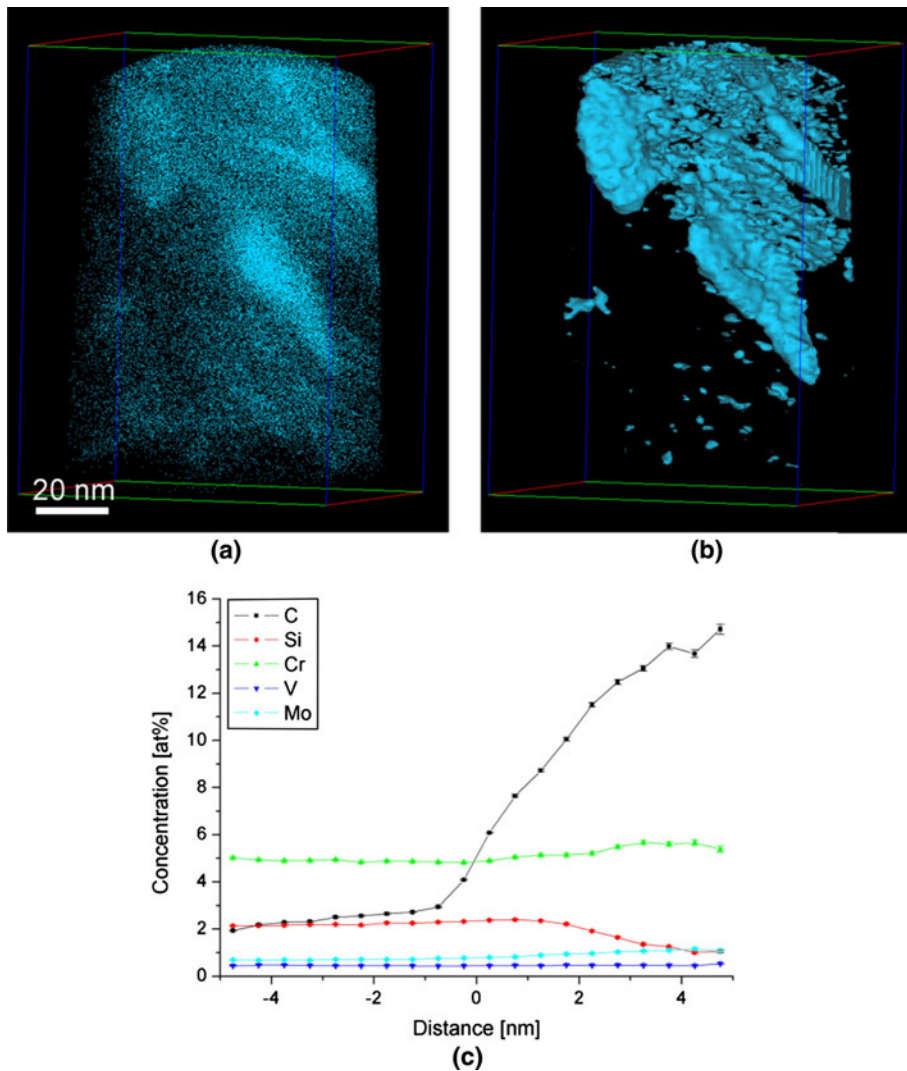 20 nm
(a)
(b)
16
14
12
10
8
6
4
2
0
C
Si
Cr
V
Mo
Concentration [at%]
-4
-2
0
2
4
Distance [nm]
(c)